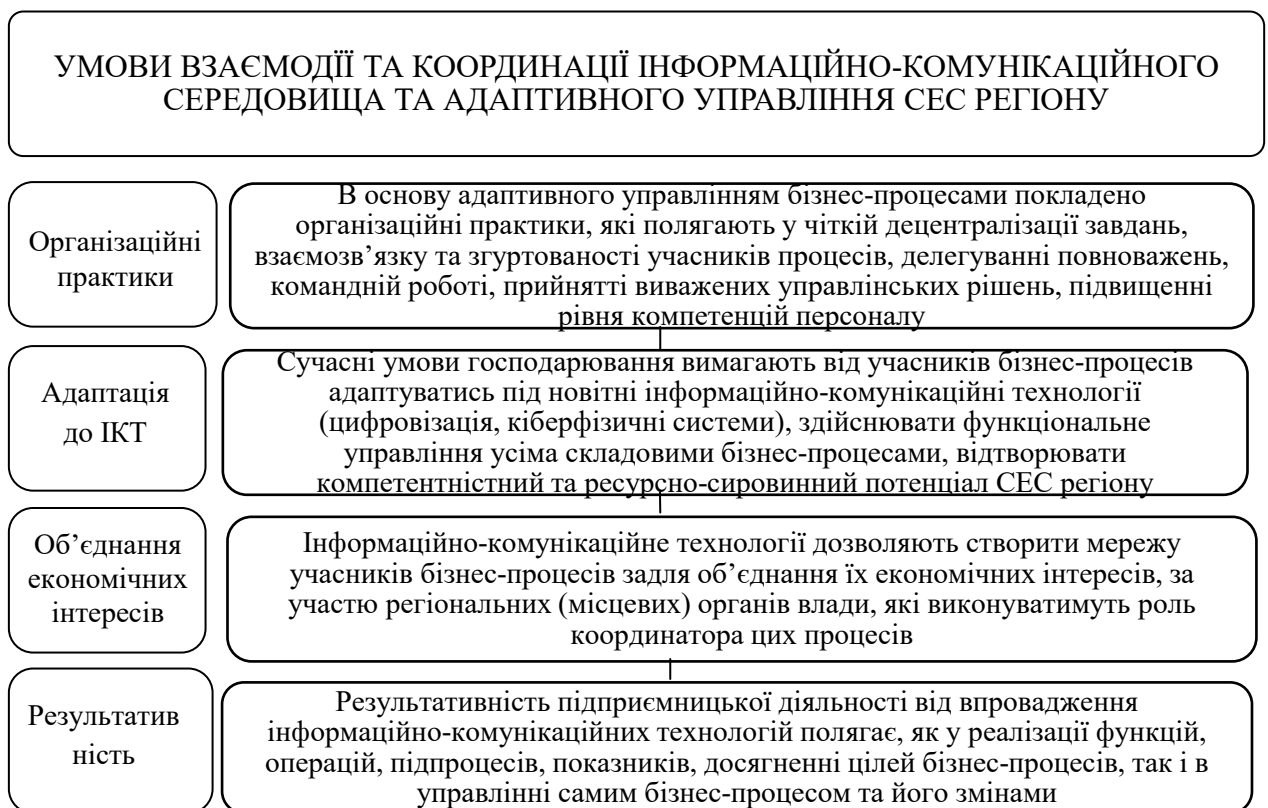 УМОВИ ВЗАЄМОДІЇ ТА КООРДИНАЦІЇ ІНФОРМАЦІЙНО-КОМУНІКАЦІЙНОГО
СЕРЕДОВИЩА ТА АДАПТИВНОГО УПРАВЛІННЯ СЕС РЕГІОНУ
Організаційні
практики
В основу адаптивного управлінням бізнес-процесами покладено
організаційні практики, які полягають у чіткій децентралізації завдань,
взаємозв’язку та згуртованості учасників процесів, делегуванні повноважень,
командній роботі, прийнятті виважених управлінських рішень, підвищенні
рівня компетенцій персоналу
Адаптація
до ІКТ
Сучасні умови господарювання вимагають від учасників бізнес-процесів
адаптуватись під новітні інформаційно-комунікаційні технології
(цифровізація, кіберфізичні системи), здійснювати функціональне
управління усіма складовими бізнес-процесами, відтворювати
компетентністний та ресурсно-сировинний потенціал СЕС регіону
Об’єднання
економічних
інтересів
Інформаційно-комунікаційне технології дозволяють створити мережу
учасників бізнес-процесів задля об’єднання їх економічних інтересів, за
участю регіональних (місцевих) органів влади, які виконуватимуть роль
координатора цих процесів
Результатив
ність
Результативність підприємницької діяльності від впровадження
інформаційно-комунікаційних технологій полягає, як у реалізації функцій,
операцій, підпроцесів, показників, досягненні цілей бізнес-процесів, так і в
управлінні самим бізнес-процесом та його змінами